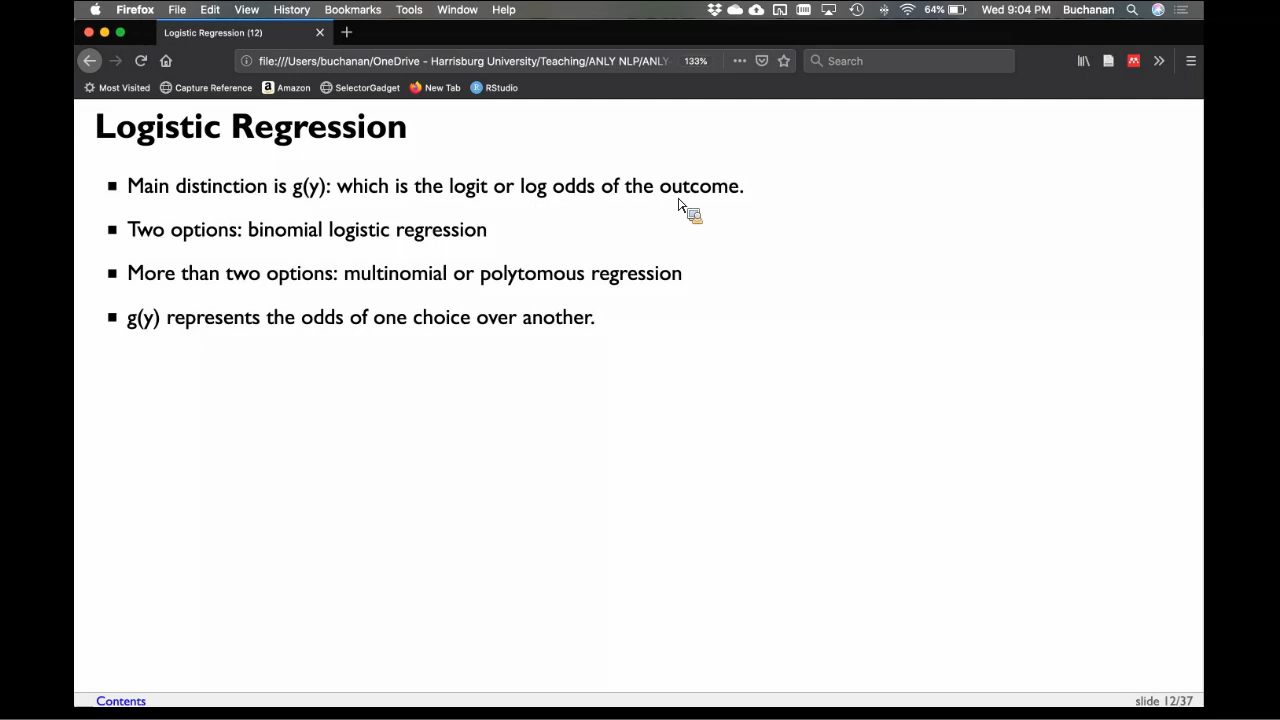 Firefox File Edit View History Bookmarks Tools Window Help 64% Wed 9:04 PM Buchanan
Logistic Regression (12)
file:///Users/buchanan/OneDrive - Harrisburg University/Teaching/ANLY NLP/ANLY 133% Search
Most Visited Capture Reference Amazon SelectorGadget New Tab RStudio
Logistic Regression
Main distinction is g(y): which is the logit or log odds of the outcome.
Two options: binomial logistic regression
More than two options: multinomial or polytomous regression
g(y) represents the odds of one choice over another.
Contents slide 12/37